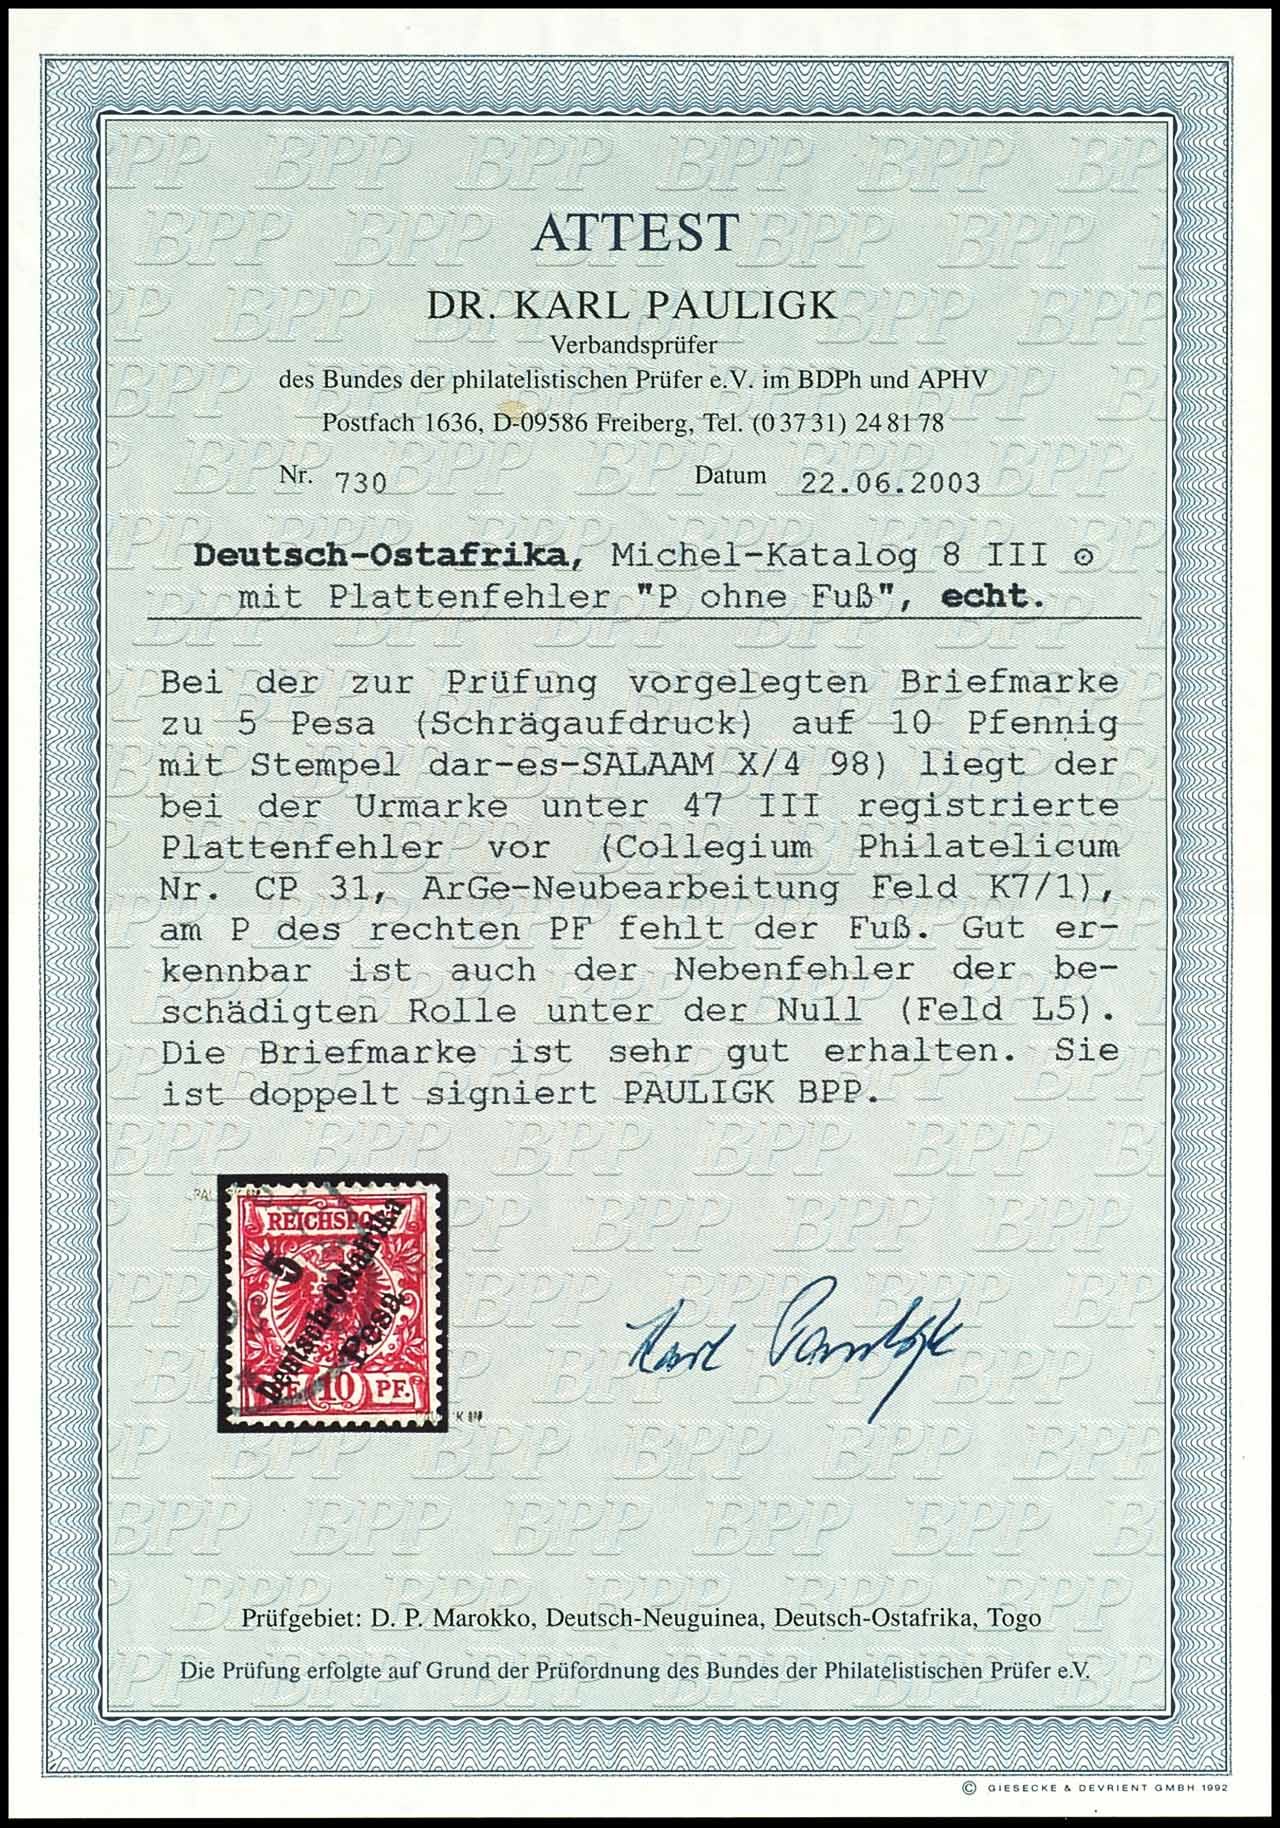 ATTEST
DR. KARL PAULIGK
Verbandsprüfer
des Bundes der philatelistischen Prüfer e.V. im BDPh und APHV
Postfach 1636, D-09586 Freiberg, Tel. (0 37 31) 24 81 78
Nr. 730 Datum 22.06.2003
Deutsch-Ostafrika, Michel-Katalog 8 III ⊙
mit Plattenfehler "P ohne Fuß", echt.
Bei der zur Prüfung vorgelegten Briefmarke
zu 5 Pesa (Schrägaufdruck) auf 10 Pfennig
mit Stempel dar-es-SALAAM X/4 98) liegt der
bei der Urmarke unter 47 III registrierte
Plattenfehler vor (Collegium Philatelicum
Nr. CP 31, ArGe-Neubearbeitung Feld K7/1),
am P des rechten PF fehlt der Fuß. Gut er-
kennbar ist auch der Nebenfehler der be-
schädigten Rolle unter der Null (Feld L5).
Die Briefmarke ist sehr gut erhalten. Sie
ist doppelt signiert PAULIGK BPP.
REICHSPO
5
Deutsch-Ostafrika
Pesa
10 PF.
Karl Pauligk
Prüfgebiet: D. P. Marokko, Deutsch-Neuguinea, Deutsch-Ostafrika, Togo
Die Prüfung erfolgte auf Grund der Prüfordnung des Bundes der Philatelistischen Prüfer e.V.
© GIESECKE & DEVRIENT GMBH 1992